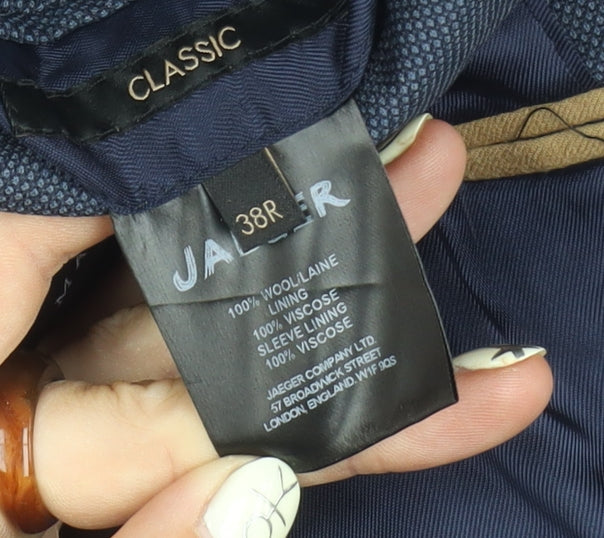 CLASSIC
38R
JAEGER
100% WOOL/LAINE
LINING
100% VISCOSE
SLEEVE LINING
100% VISCOSE
JAEGER COMPANY LTD.
57 BROADWICK STREET
LONDON, ENGLAND. W1F 9QS